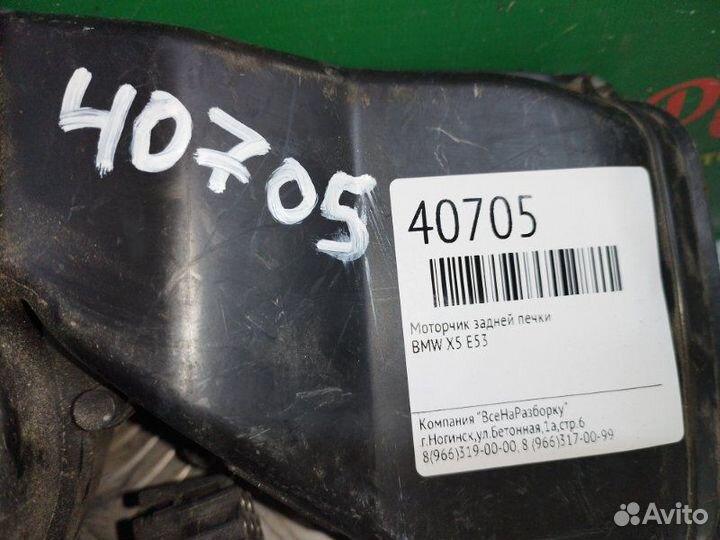 40705
40705
Моторчик задней печки
BMW X5 E53
Компания "ВсеНаРазборку"
г.Ногинск,ул.Бетонная,1а,стр.6
8(966)319-00-00, 8 (966)317-00-99
Avito